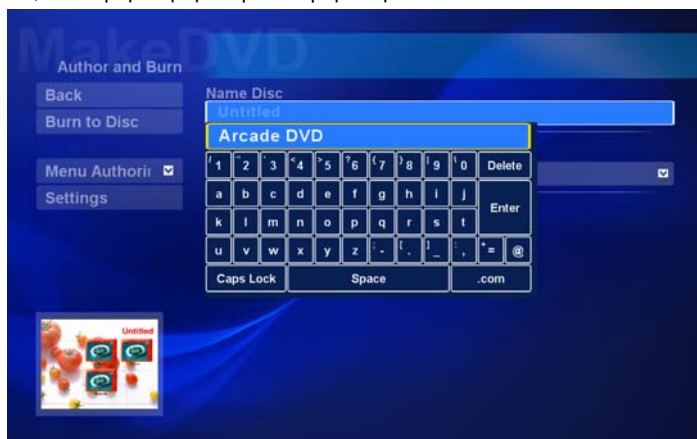 MakeDVD
Author and Burn
Back
Name Disc
Untitled
Burn to Disc
Arcade DVD
1 2 3 4 5 6 7 8 9 0 Delete
Menu Authorin
a b c d e f g h i j
Settings
Enter
k l m n o p q r s t
u v w x y z - . _ , = @
Caps Lock Space .com
Untitled